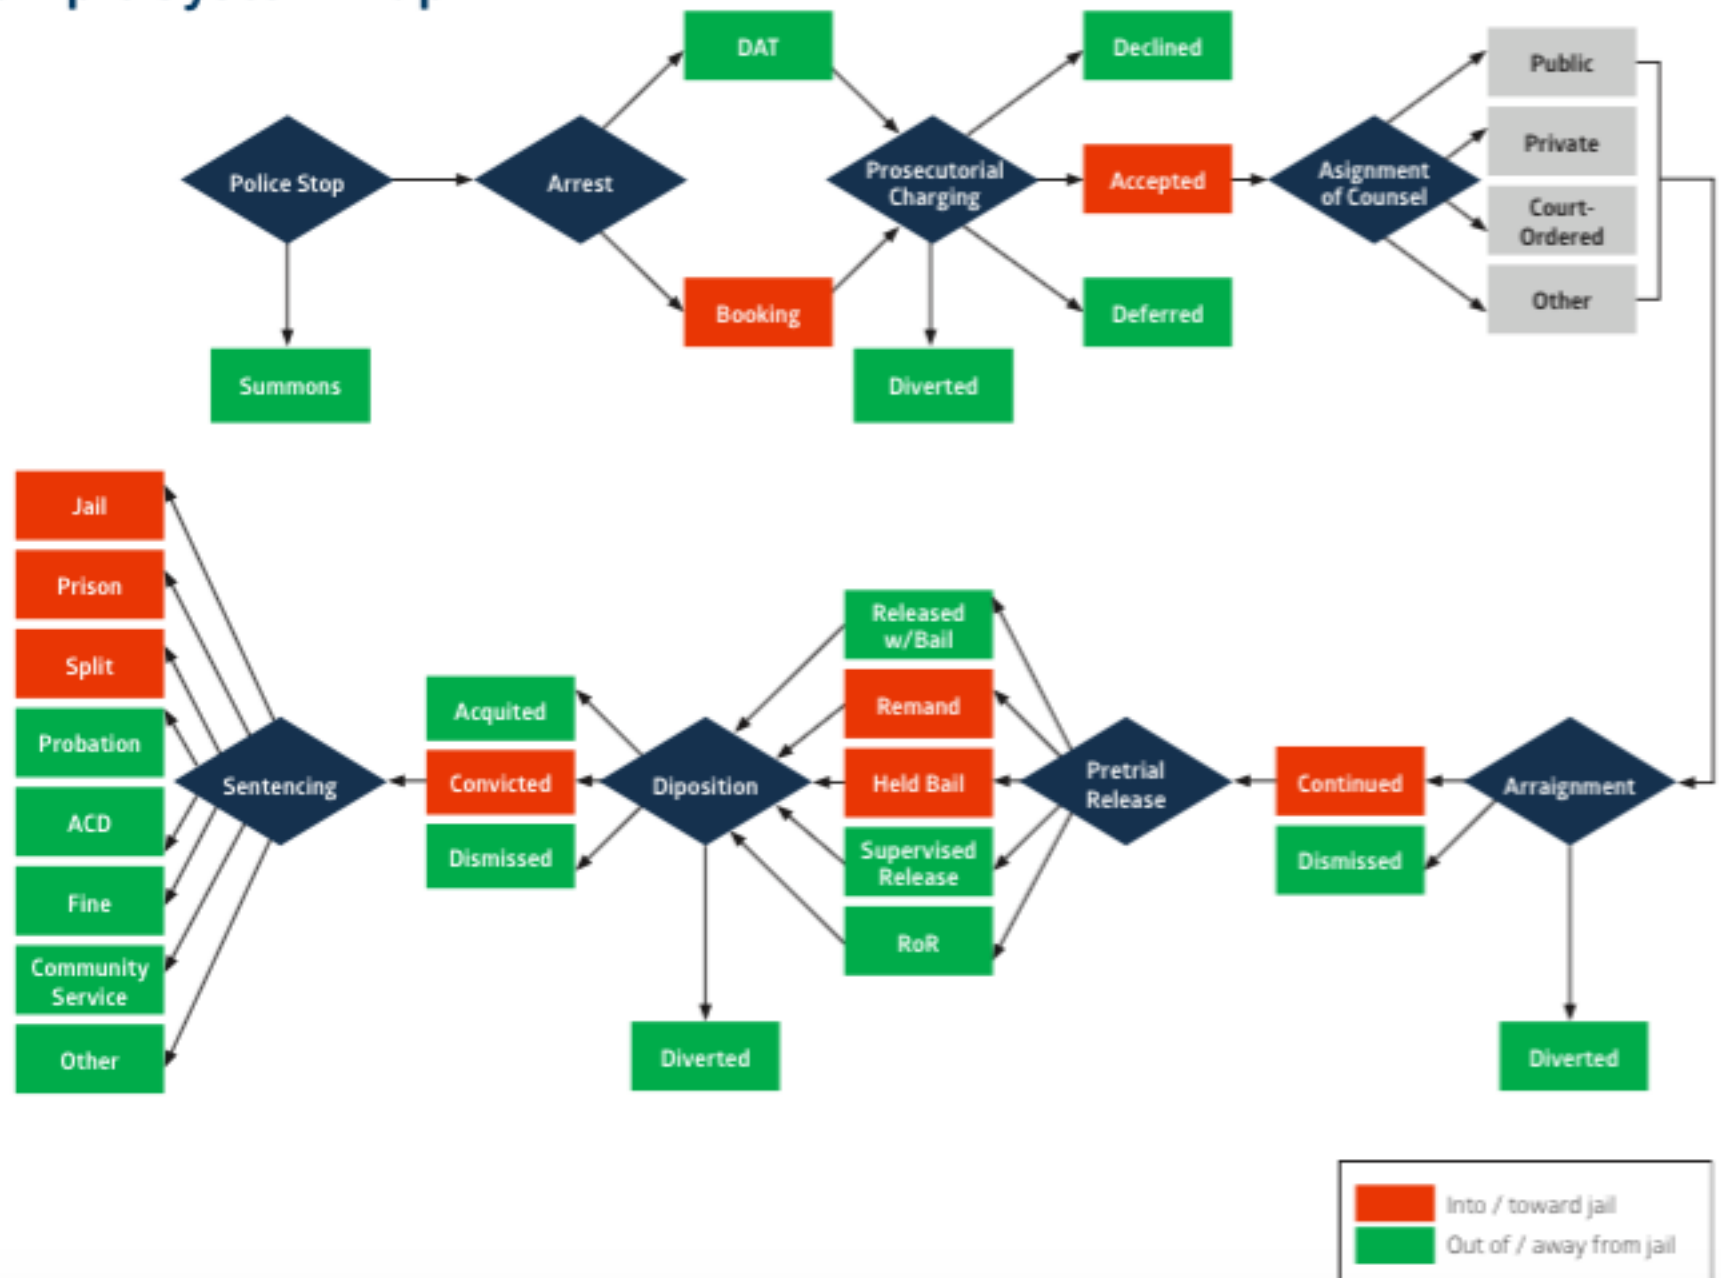 DAT
Declined
Public
Police Stop
Arrest
Prosecutorial
Charging
Accepted
Asignment
of Counsel
Private
Court-
Ordered
Booking
Deferred
Other
Summons
Diverted
Jail
Prison
Split
Probation
ACD
Fine
Community
Service
Other
Sentencing
Acquited
Convicted
Dismissed
Diposition
Released
w/Bail
Remand
Held Bail
Supervised
Release
RoR
Pretrial
Release
Continued
Dismissed
Arraignment
Diverted
Diverted
Into / toward jail
Out of / away from jail